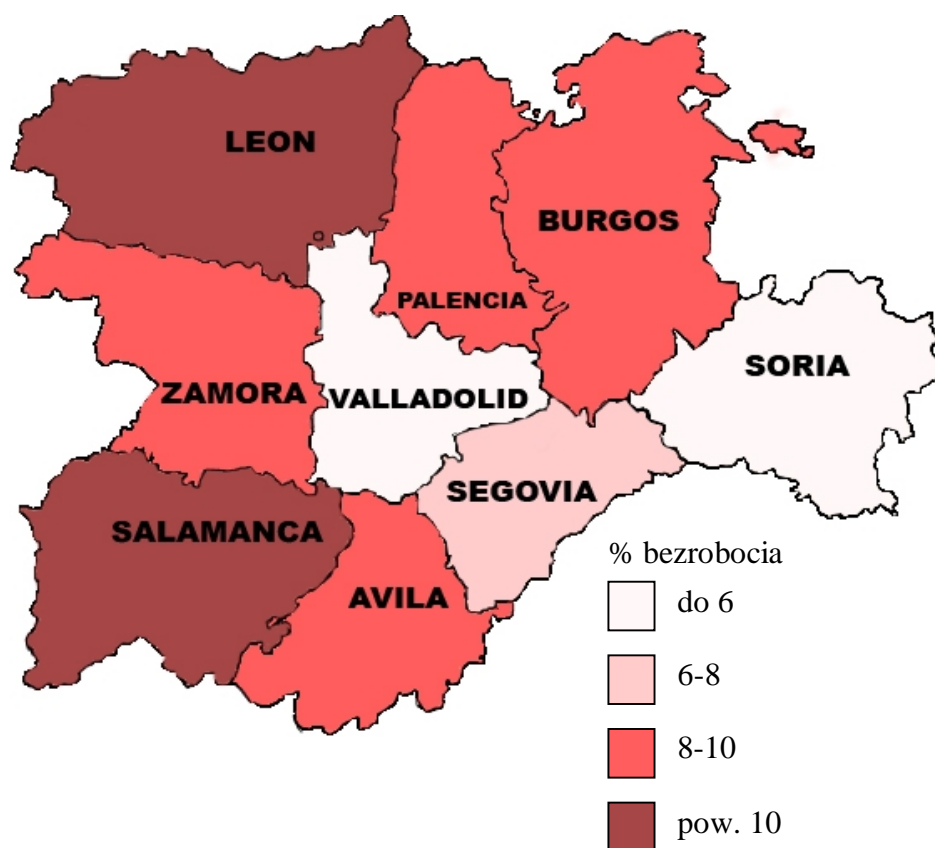 LEON
BURGOS
PALENCIA
SORIA
ZAMORA
VALLADOLID
SEGOVIA
SALAMANCA
AVILA
% bezrobocia
do 6
6-8
8-10
pow. 10